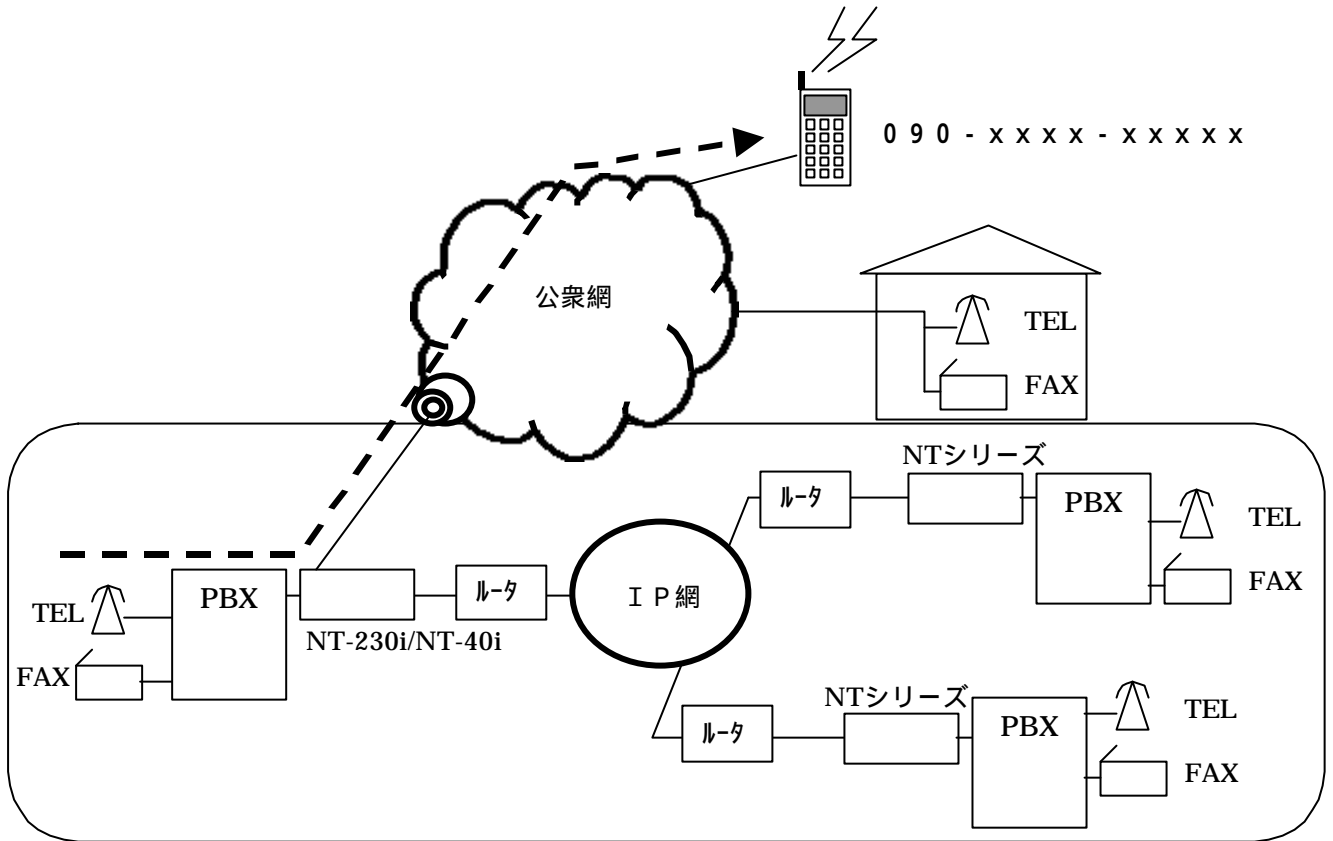 ０９０-ｘｘｘｘ-ｘｘｘｘｘ
公衆網
TEL
FAX
NTシリーズ
ﾙｰﾀ
PBX
TEL
FAX
PBX
ﾙｰﾀ
ＩＰ網
TEL
NT-230i/NT-40i
FAX
NTシリーズ
ﾙｰﾀ
PBX
TEL
FAX